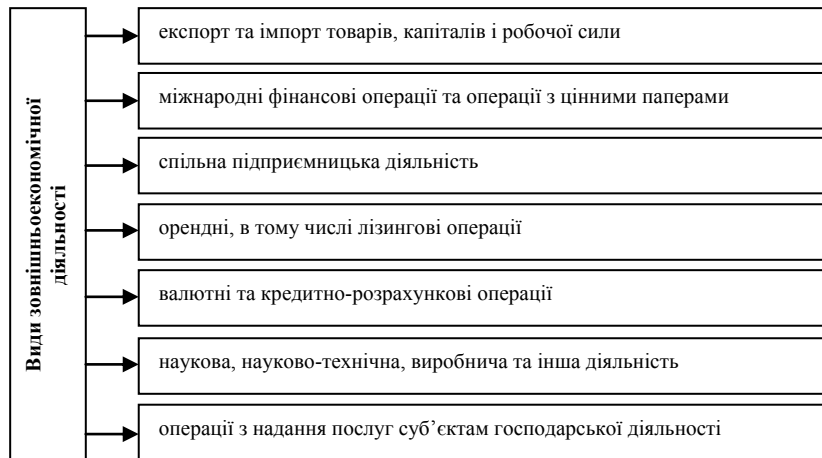 Види зовнішньоекономічної
діяльності
експорт та імпорт товарів, капіталів і робочої сили
міжнародні фінансові операції та операції з цінними паперами
спільна підприємницька діяльність
орендні, в тому числі лізингові операції
валютні та кредитно-розрахункові операції
наукова, науково-технічна, виробнича та інша діяльність
операції з надання послуг суб’єктам господарської діяльності